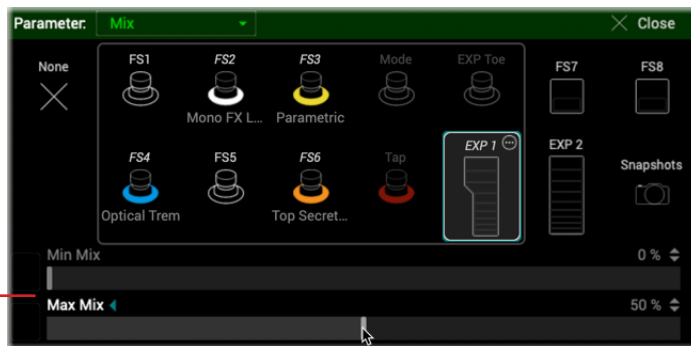 Parameter: Mix Close
None FS1 FS2 FS3 Mode EXP Toe FS7 FS8
Mono FX L... Parametric
FS4 FS5 FS6 Tap EXP 1 EXP 2 Snapshots
Optical Trem Top Secret...
Min Mix 0 %
Max Mix 50 %